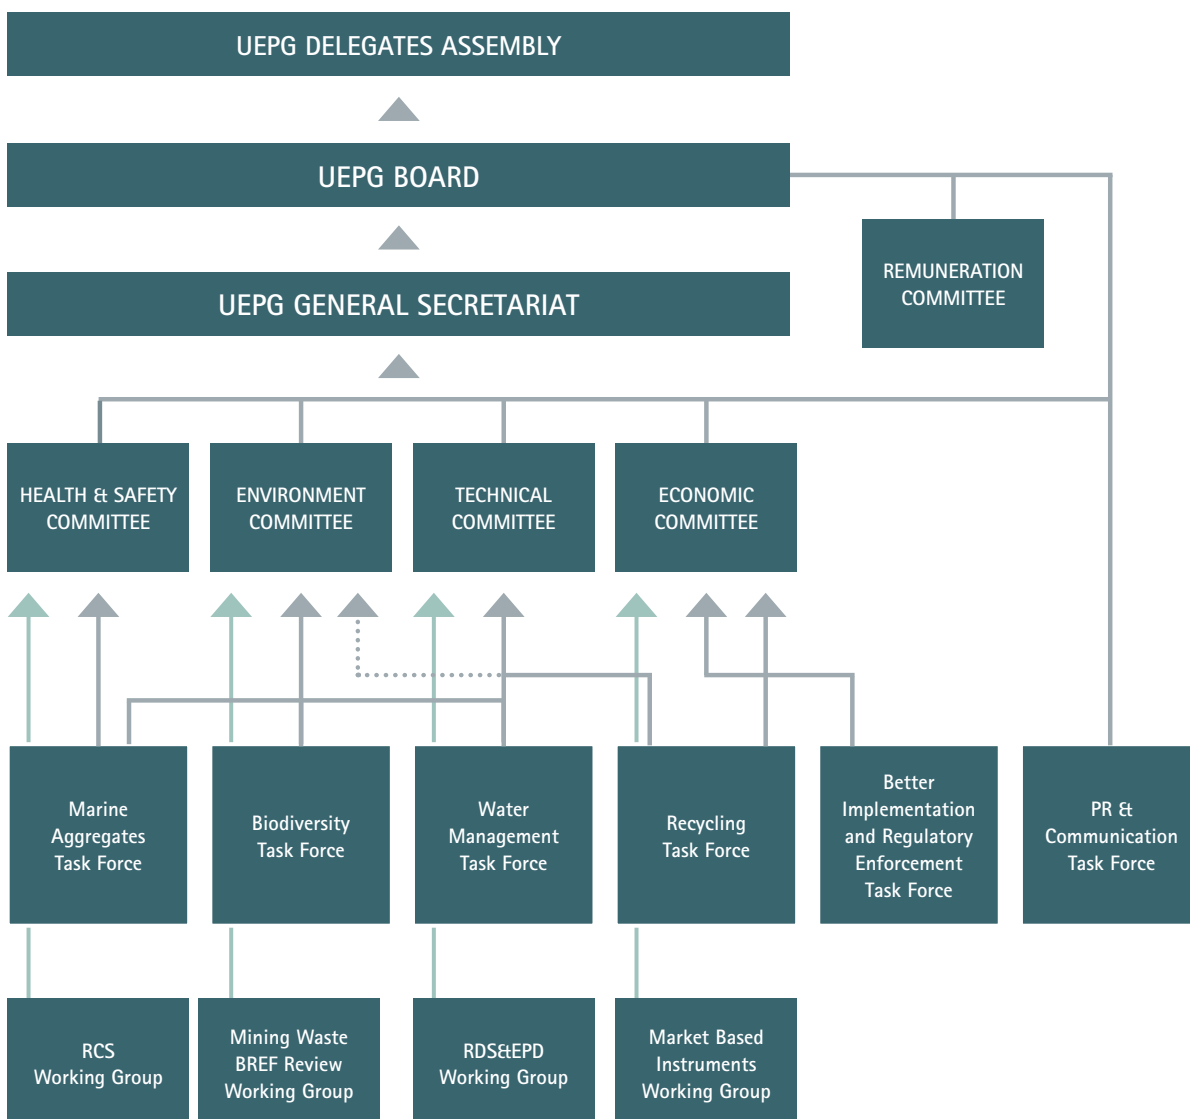 UEPG DELEGATES ASSEMBLY
UEPG BOARD
REMUNERATION
COMMITTEE
UEPG GENERAL SECRETARIAT
HEALTH & SAFETY
COMMITTEE
ENVIRONMENT
COMMITTEE
TECHNICAL
COMMITTEE
ECONOMIC
COMMITTEE
Marine
Aggregates
Task Force
Biodiversity
Task Force
Water
Management
Task Force
Recycling
Task Force
Better
Implementation
and Regulatory
Enforcement
Task Force
PR &
Communication
Task Force
RCS
Working Group
Mining Waste
BREF Review
Working Group
RDS&EPD
Working Group
Market Based
Instruments
Working Group